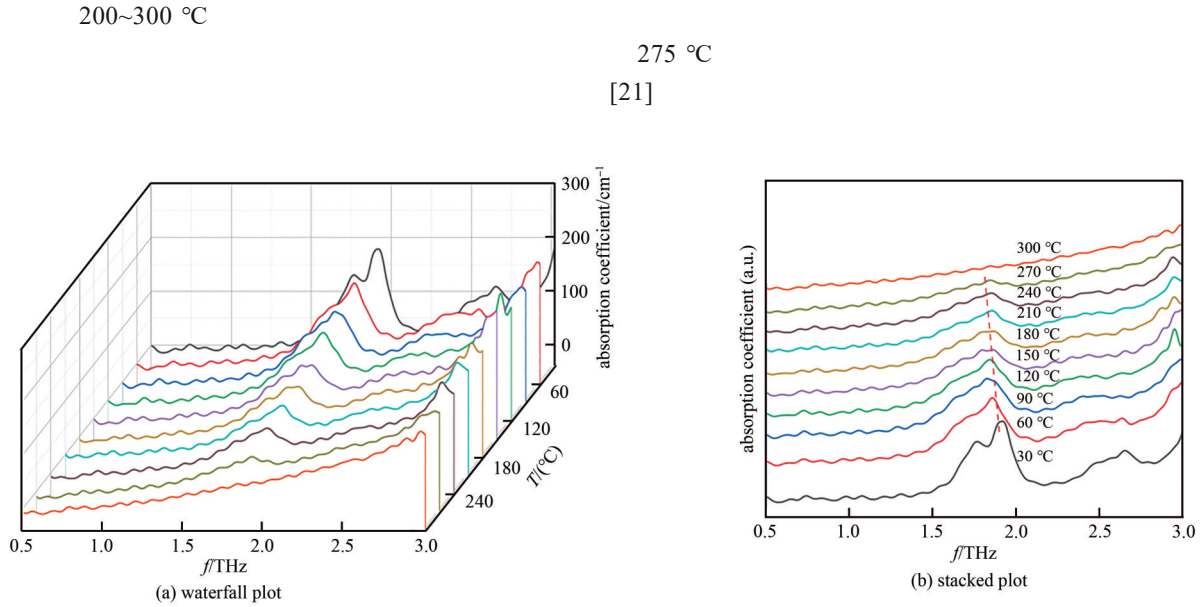 200~300 ℃
275 ℃
[21]
300
200
100
0
absorption coefficient/cm⁻¹
60
120
180
240
T/(℃)
0.5 1.0 1.5 2.0 2.5 3.0
f/THz
(a) waterfall plot
absorption coefficient (a.u.)
300 ℃
270 ℃
240 ℃
210 ℃
180 ℃
150 ℃
120 ℃
90 ℃
60 ℃
30 ℃
0.5 1.0 1.5 2.0 2.5 3.0
f/THz
(b) stacked plot